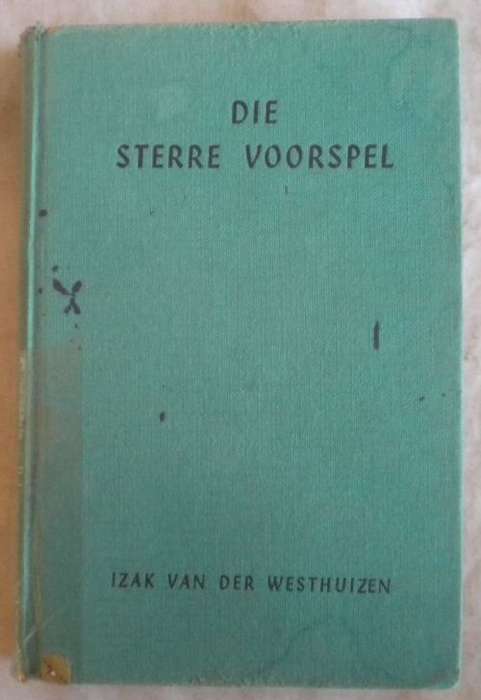 DIE
STERRE VOORSPEL
IZAK VAN DER WESTHUIZEN